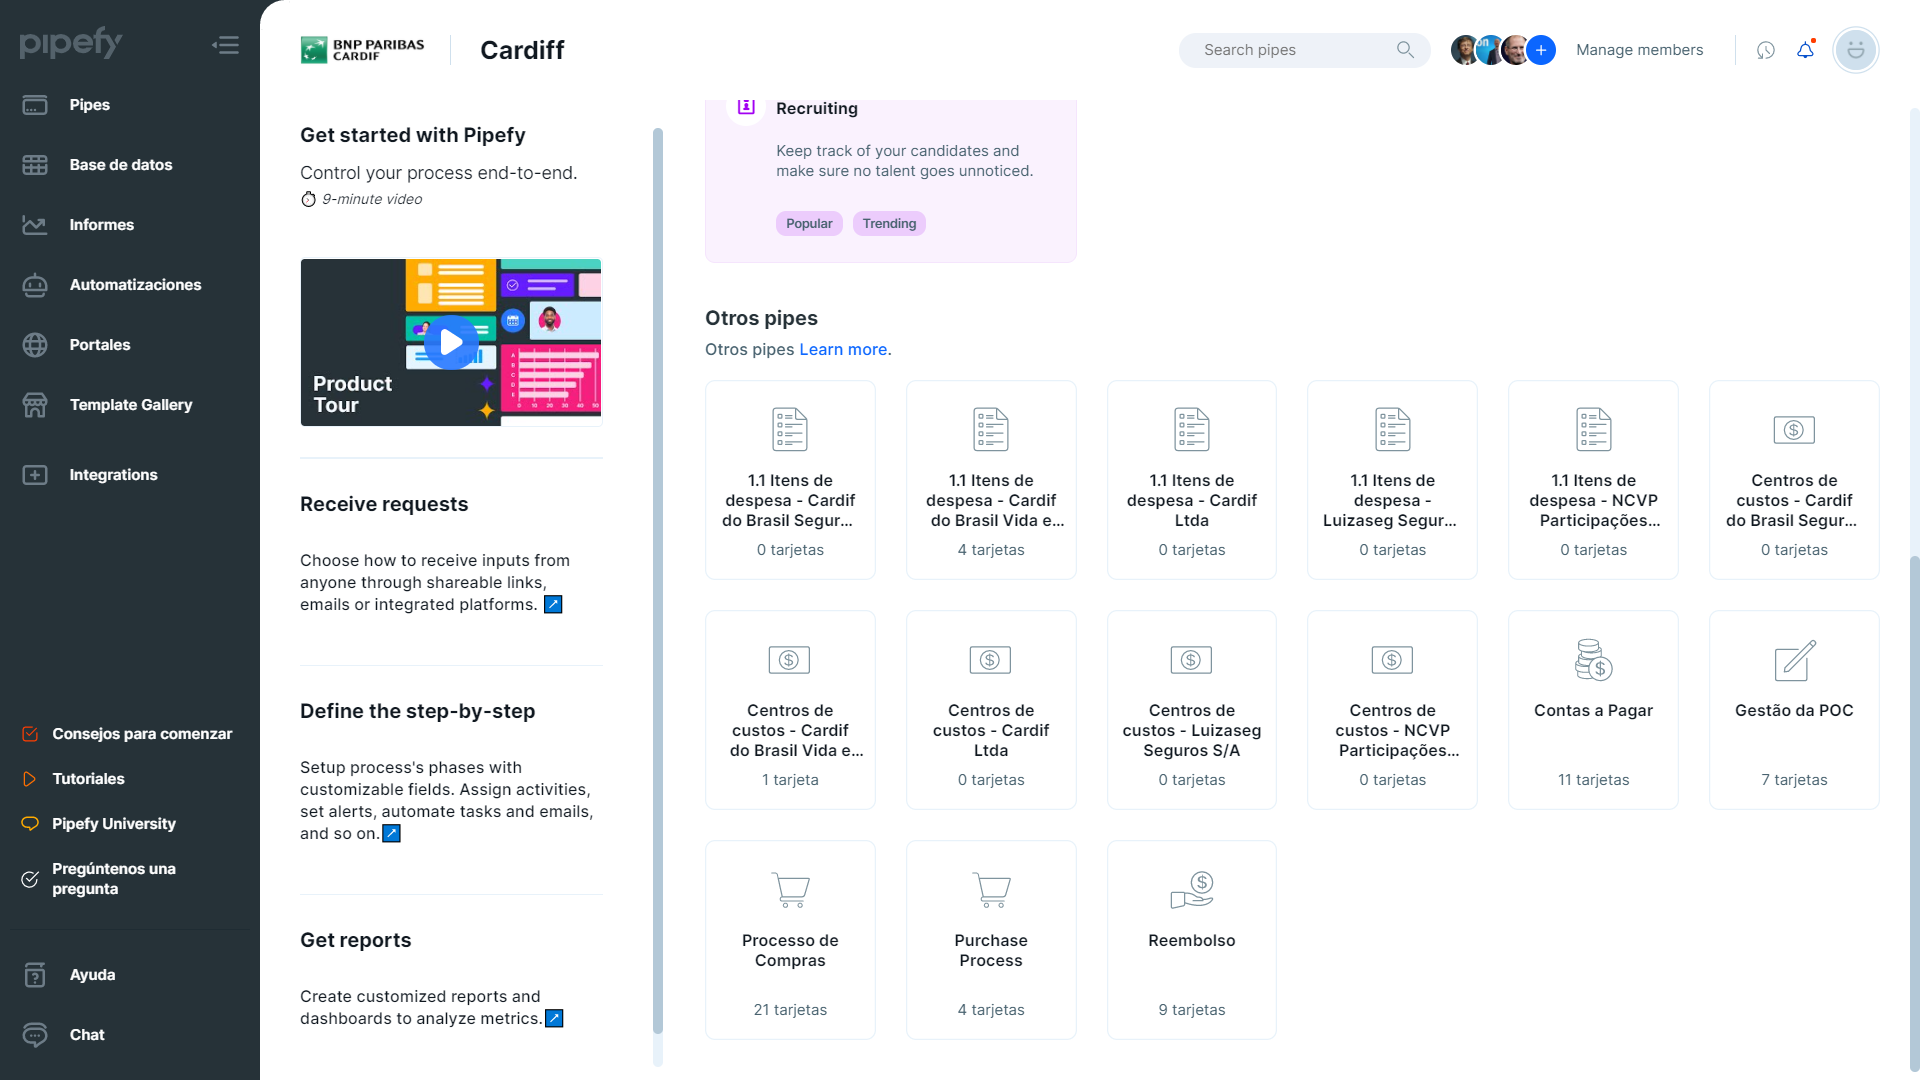 pipefy
Pipes
Base de datos
Informes
Automatizaciones
Portales
Template Gallery
Integrations
Consejos para comenzar
Tutoriales
Pipefy University
Pregúntenos una
pregunta
Ayuda
Chat
BNP PARIBAS
CARDIF
Cardiff
Search pipes
Manage members
Get started with Pipefy
Control your process end-to-end.
9-minute video
Product
Tour
Receive requests
Choose how to receive inputs from
anyone through shareable links,
emails or integrated platforms.
Define the step-by-step
Setup process's phases with
customizable fields. Assign activities,
set alerts, automate tasks and emails,
and so on.
Get reports
Create customized reports and
dashboards to analyze metrics.
Recruiting
Keep track of your candidates and
make sure no talent goes unnoticed.
Popular
Trending
Otros pipes
Otros pipes Learn more.
1.1 Itens de
despesa - Cardif
do Brasil Segur...
0 tarjetas
1.1 Itens de
despesa - Cardif
do Brasil Vida e...
4 tarjetas
1.1 Itens de
despesa - Cardif
Ltda
0 tarjetas
1.1 Itens de
despesa -
Luizaseg Segur...
0 tarjetas
1.1 Itens de
despesa - NCVP
Participações...
0 tarjetas
Centros de
custos - Cardif
do Brasil Segur...
0 tarjetas
Centros de
custos - Cardif
do Brasil Vida e...
1 tarjeta
Centros de
custos - Cardif
Ltda
0 tarjetas
Centros de
custos - Luizaseg
Seguros S/A
0 tarjetas
Centros de
custos - NCVP
Participações...
0 tarjetas
Contas a Pagar
11 tarjetas
Gestão da POC
7 tarjetas
Processo de
Compras
21 tarjetas
Purchase
Process
4 tarjetas
Reembolso
9 tarjetas